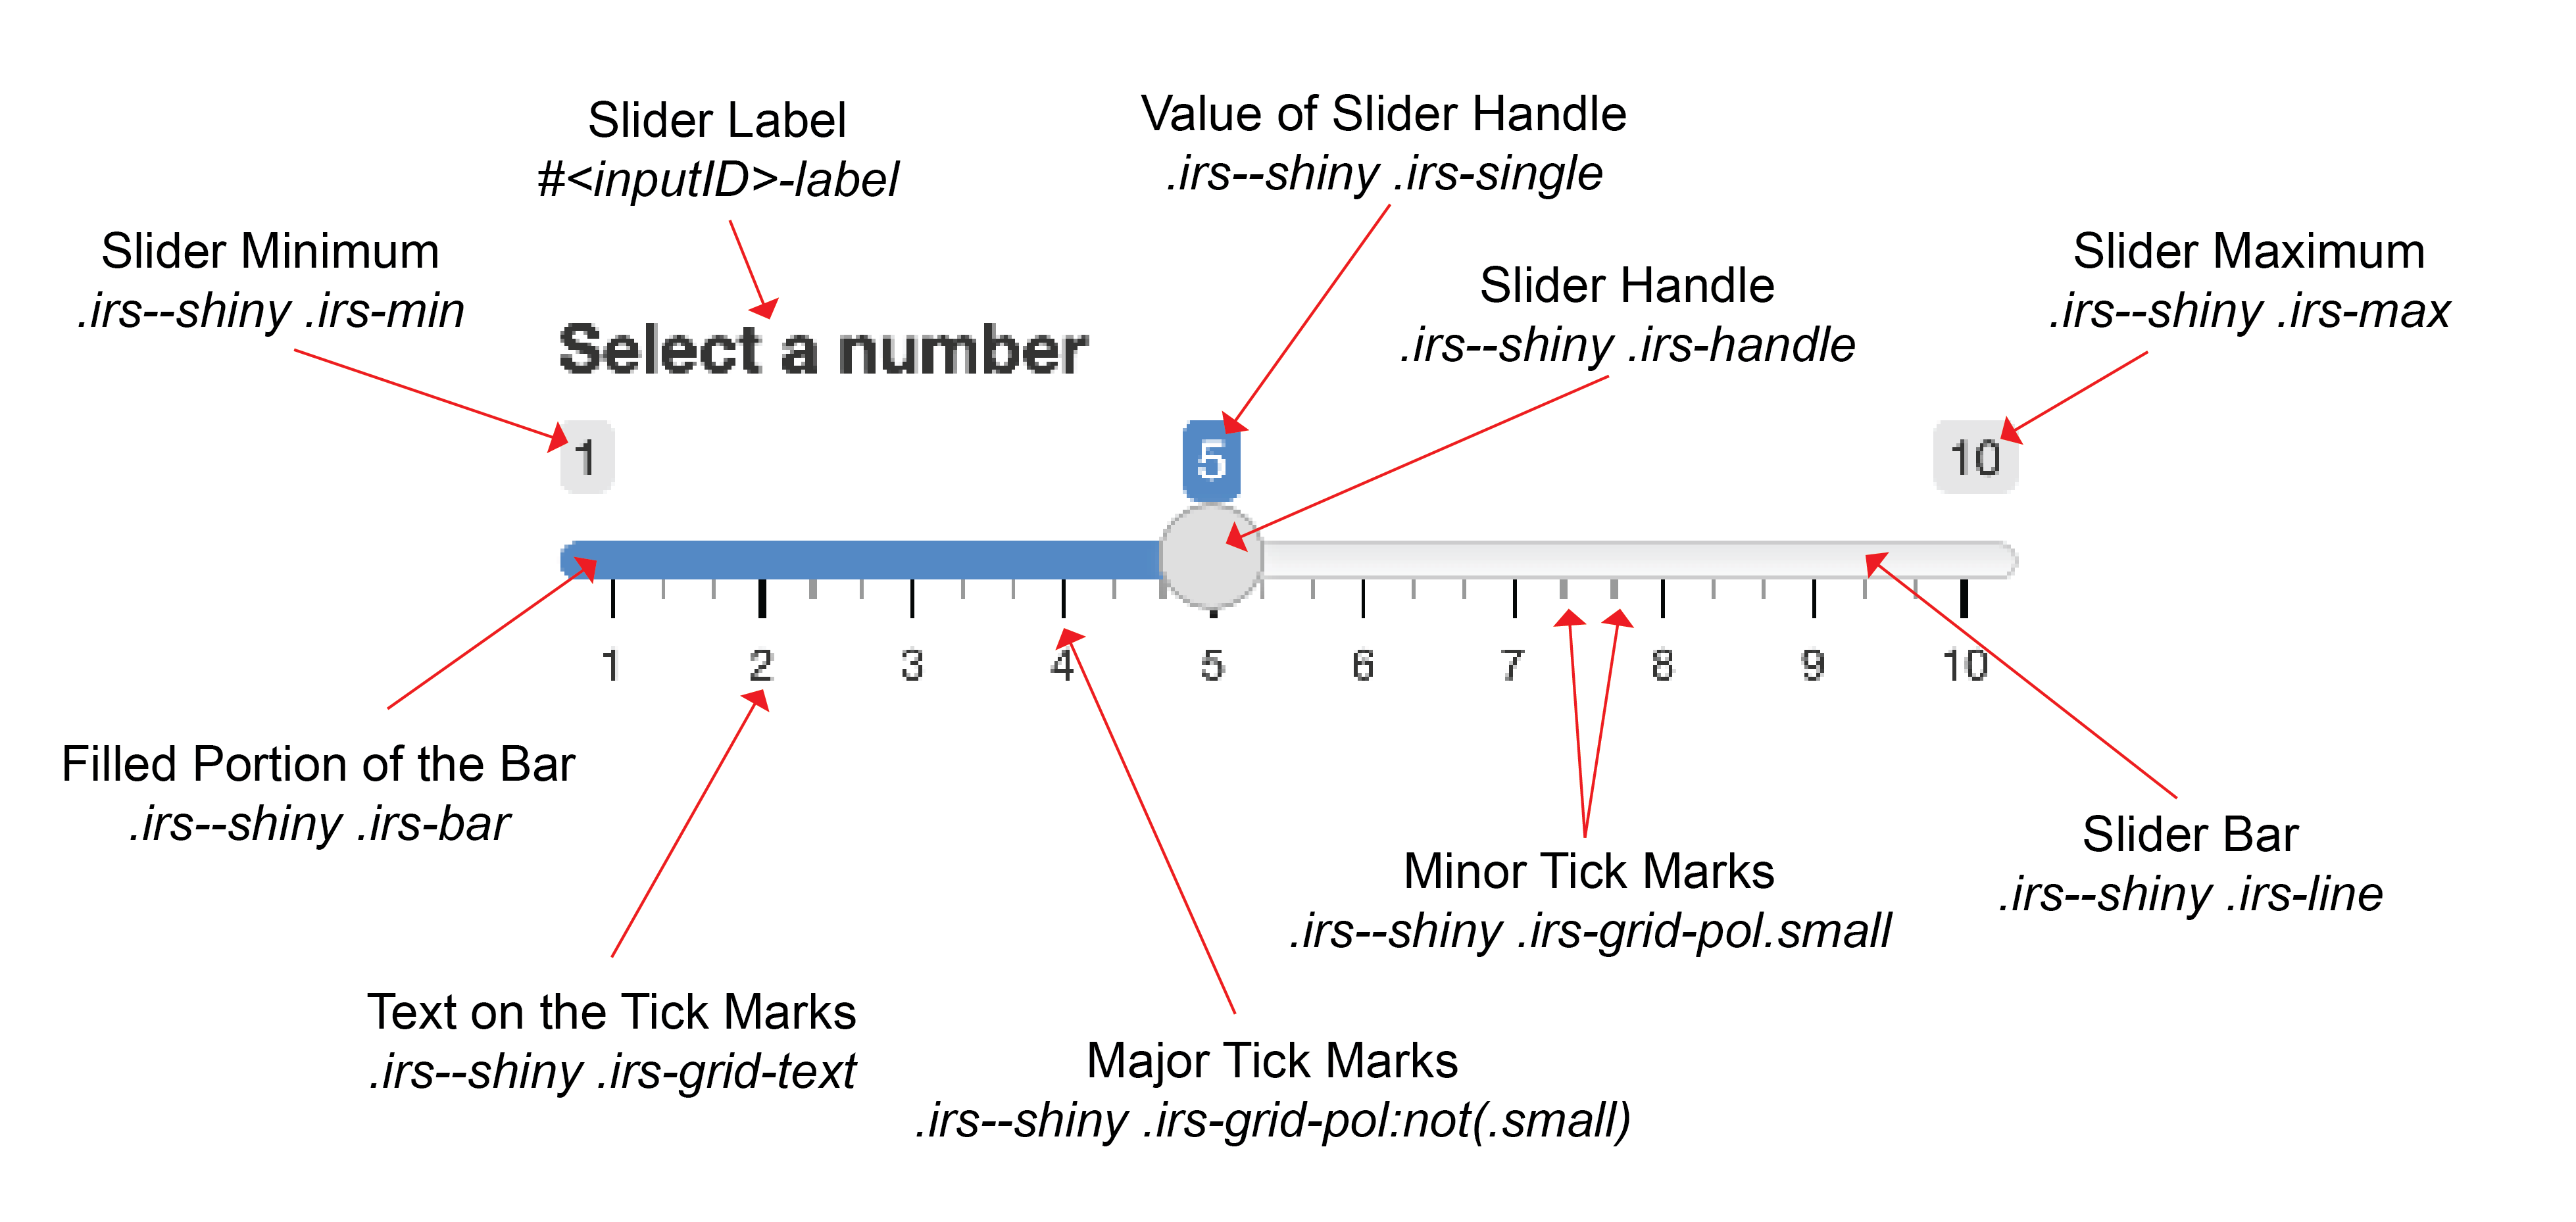 Slider Label
#<inputID>-label
Value of Slider Handle
.irs--shiny .irs-single
Slider Minimum
.irs--shiny .irs-min
Slider Handle
.irs--shiny .irs-handle
Slider Maximum
.irs--shiny .irs-max
Select a number
1
5
10
1 2 3 4 5 6 7 8 9 10
Filled Portion of the Bar
.irs--shiny .irs-bar
Slider Bar
.irs--shiny .irs-line
Minor Tick Marks
.irs--shiny .irs-grid-pol.small
Text on the Tick Marks
.irs--shiny .irs-grid-text
Major Tick Marks
.irs--shiny .irs-grid-pol:not(.small)